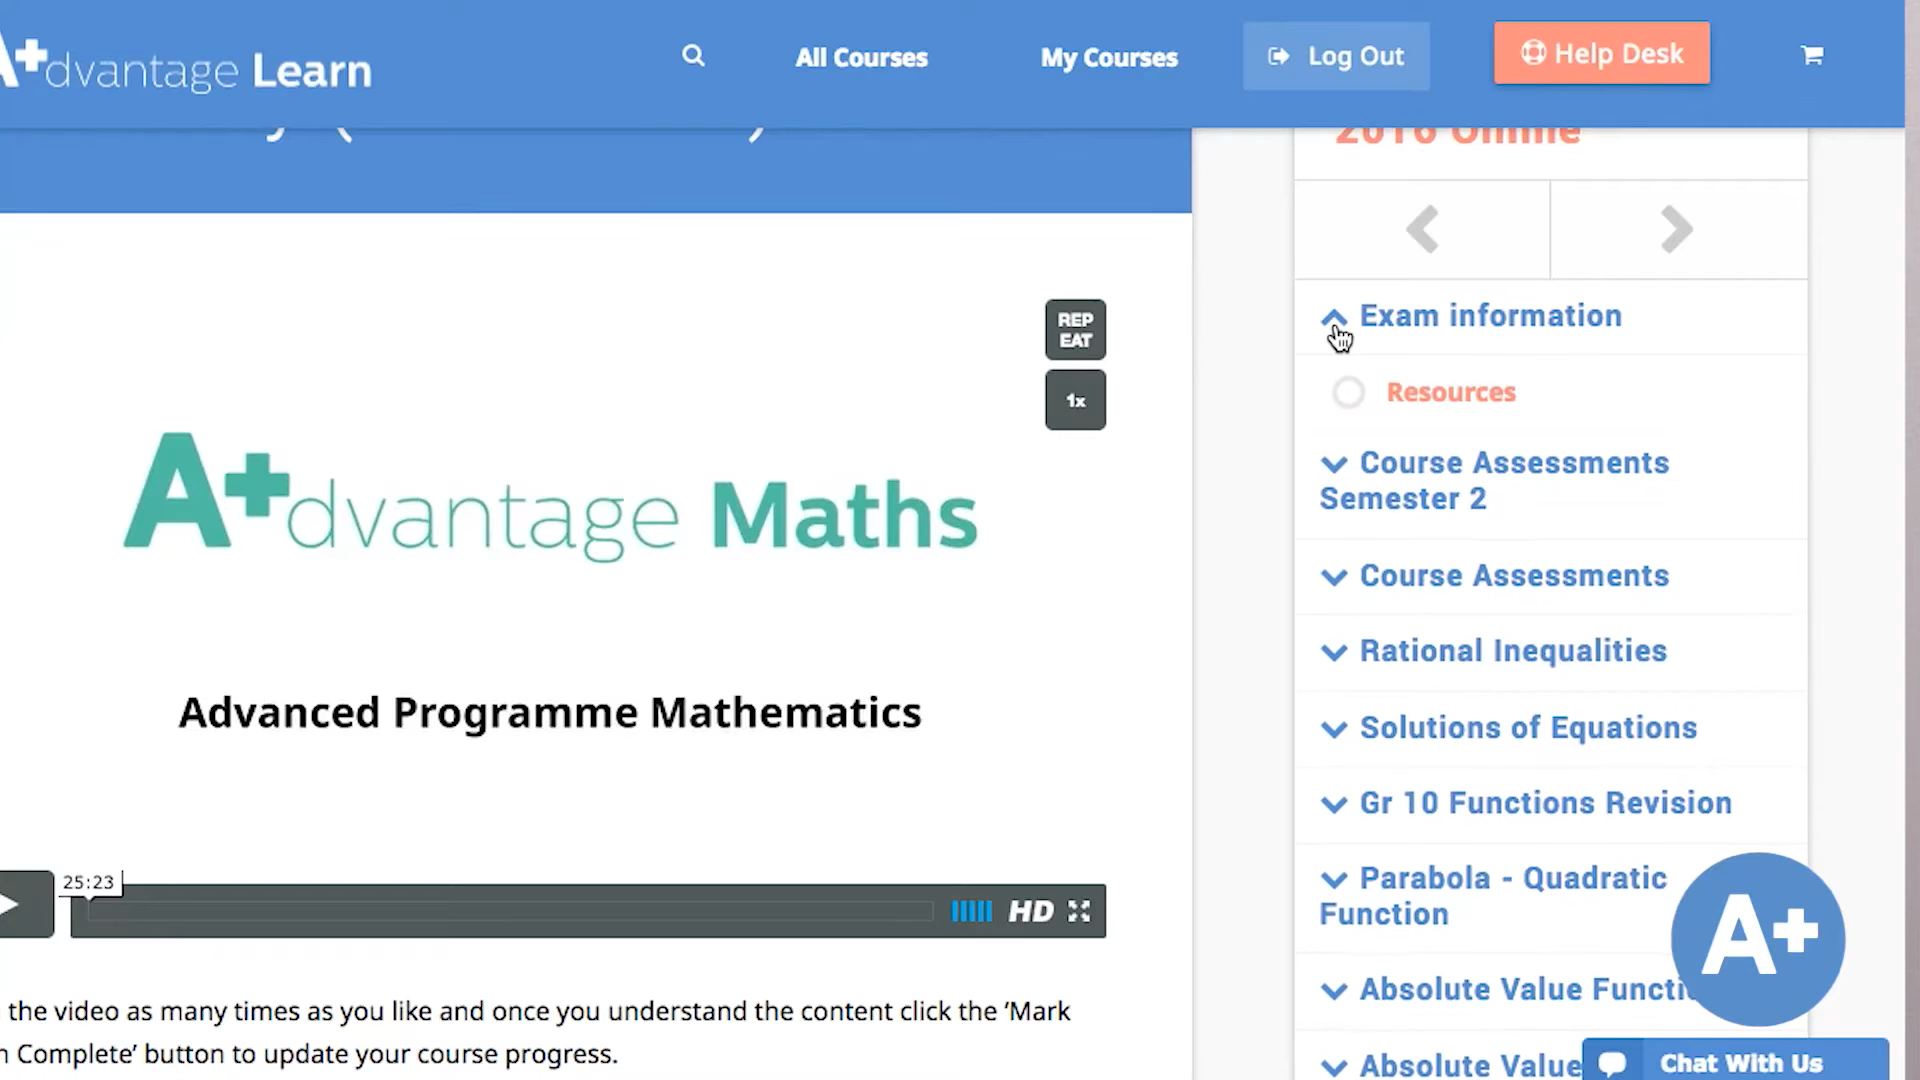 A+dvantage Learn
All Courses
My Courses
Log Out
Help Desk
2016 Online
REP
EAT
1x
A+dvantage Maths
Advanced Programme Mathematics
25:23
HD
the video as many times as you like and once you understand the content click the ‘Mark
Complete’ button to update your course progress.
Exam information
Resources
Course Assessments
Semester 2
Course Assessments
Rational Inequalities
Solutions of Equations
Gr 10 Functions Revision
Parabola - Quadratic
Function
Absolute Value Functi
Absolute Value
A+
Chat With Us